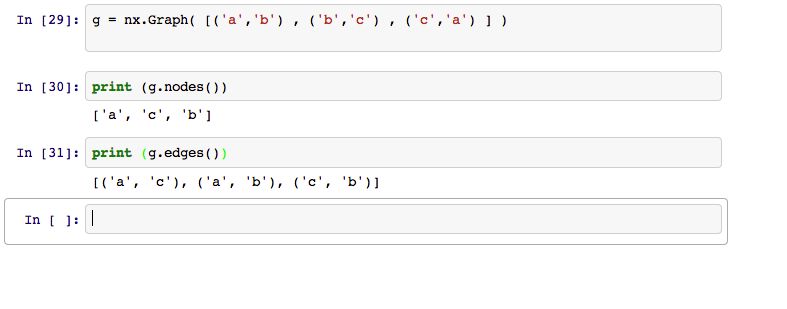 In [29]: g = nx.Graph( [('a','b') , ('b','c') , ('c','a') ] )
In [30]: print (g.nodes())
['a', 'c', 'b']
In [31]: print (g.edges())
[('a', 'c'), ('a', 'b'), ('c', 'b')]
In [ ]: